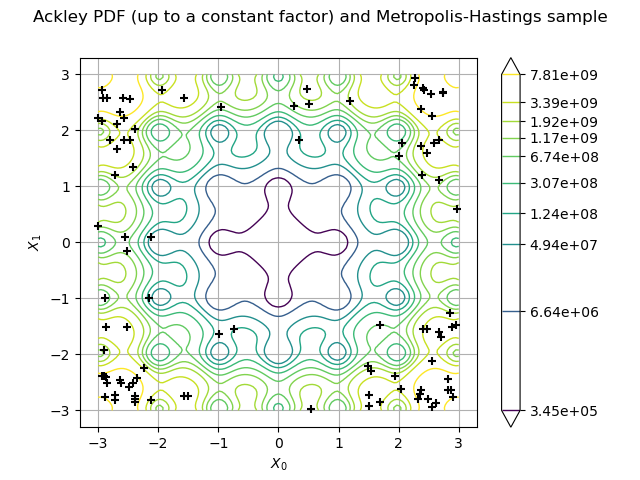 Ackley PDF (up to a constant factor) and Metropolis-Hastings sample
3
2
1
0
−1
−2
−3
X₁
−3 −2 −1 0 1 2 3
X₀
7.81e+09
3.39e+09
1.92e+09
1.17e+09
6.74e+08
3.07e+08
1.24e+08
4.94e+07
6.64e+06
3.45e+05